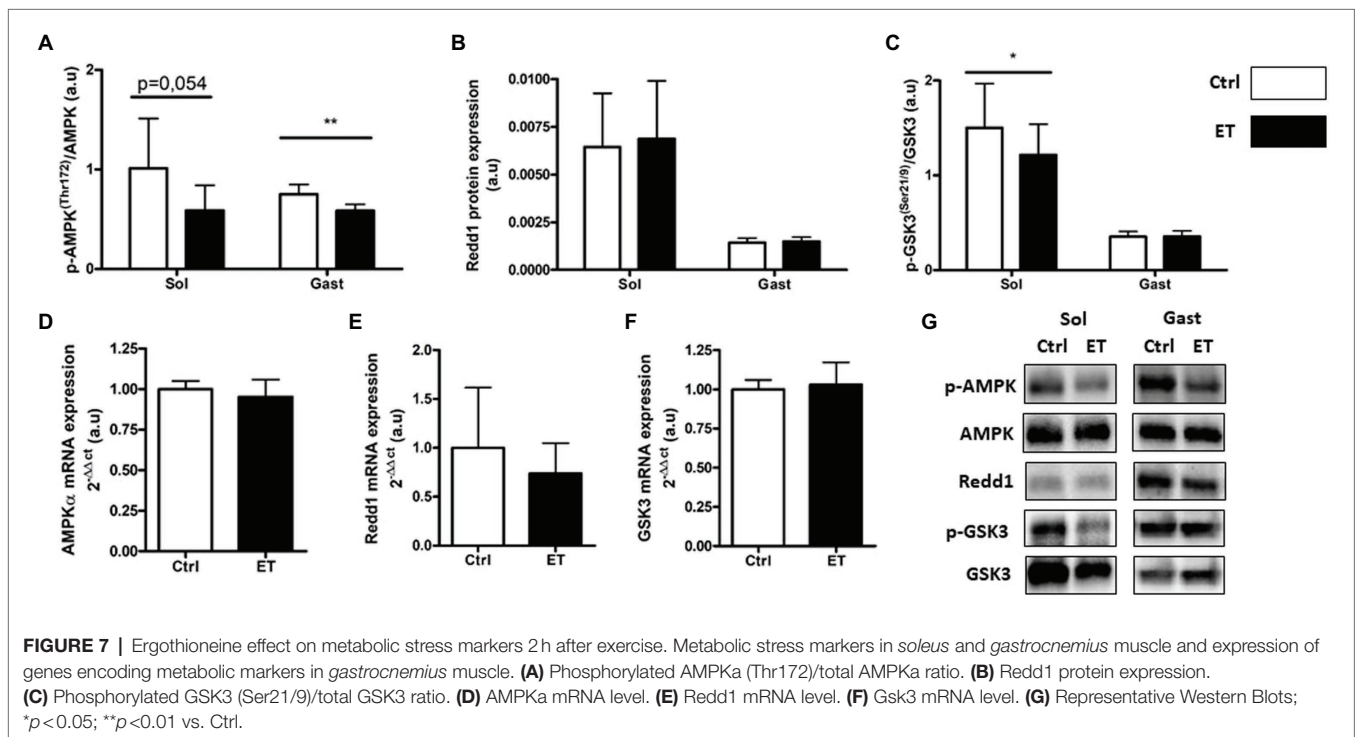 A
p-AMPK(Thr172)/AMPK (a.u)
2
1
0
p=0,054
**
Sol
Gast
B
Redd1 protein expression
(a.u)
0.0100
0.0075
0.0050
0.0025
0.0000
Sol
Gast
C
p-GSK3(Ser21/9)/GSK3 (a.u)
2
1
0
*
Sol
Gast
Ctrl
ET
D
AMPKα mRNA expression
2-ΔΔct (a.u)
1.25
1.00
0.75
0.50
0.25
0.00
Ctrl
ET
E
Redd1 mRNA expression
2-ΔΔct (a.u)
2.0
1.5
1.0
0.5
0.0
Ctrl
ET
F
GSK3 mRNA expression
2-ΔΔct (a.u)
1.25
1.00
0.75
0.50
0.25
0.00
Ctrl
ET
G
Sol
Gast
Ctrl ET
Ctrl ET
p-AMPK
AMPK
Redd1
p-GSK3
GSK3
FIGURE 7 | Ergothioneine effect on metabolic stress markers 2 h after exercise. Metabolic stress markers in soleus and gastrocnemius muscle and expression of
genes encoding metabolic markers in gastrocnemius muscle. (A) Phosphorylated AMPKa (Thr172)/total AMPKa ratio. (B) Redd1 protein expression.
(C) Phosphorylated GSK3 (Ser21/9)/total GSK3 ratio. (D) AMPKa mRNA level. (E) Redd1 mRNA level. (F) Gsk3 mRNA level. (G) Representative Western Blots;
*p < 0.05; **p <0.01 vs. Ctrl.